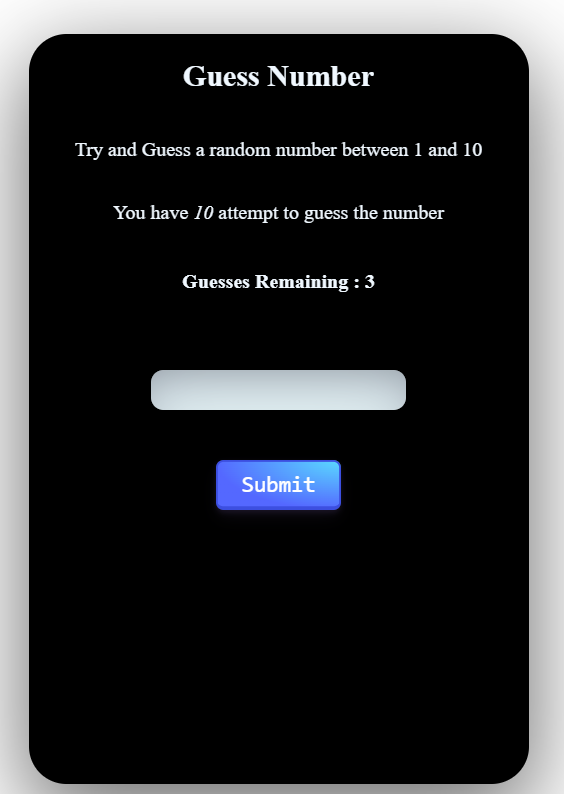 Guess Number
Try and Guess a random number between 1 and 10
You have 10 attempt to guess the number
Guesses Remaining : 3
Submit